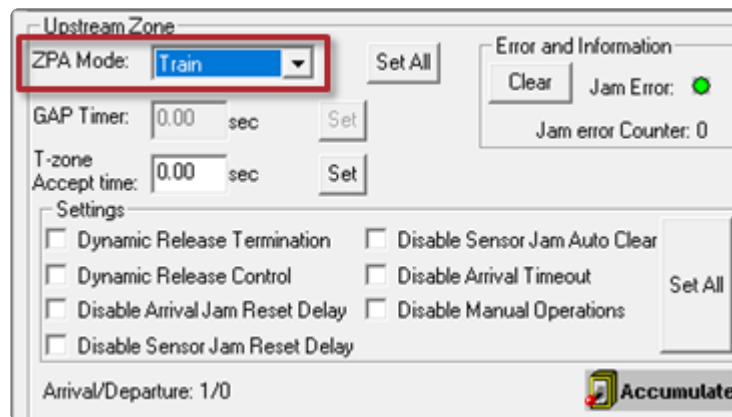 Upstream Zone
ZPA Mode: Train Set All
Error and Information
Clear Jam Error:
Jam error Counter: 0
GAP Timer: 0.00 sec Set
T-zone
Accept time: 0.00 sec Set
Settings
Dynamic Release Termination Disable Sensor Jam Auto Clear
Dynamic Release Control Disable Arrival Timeout
Set All
Disable Arrival Jam Reset Delay Disable Manual Operations
Disable Sensor Jam Reset Delay
Arrival/Departure: 1/0 Accumulate